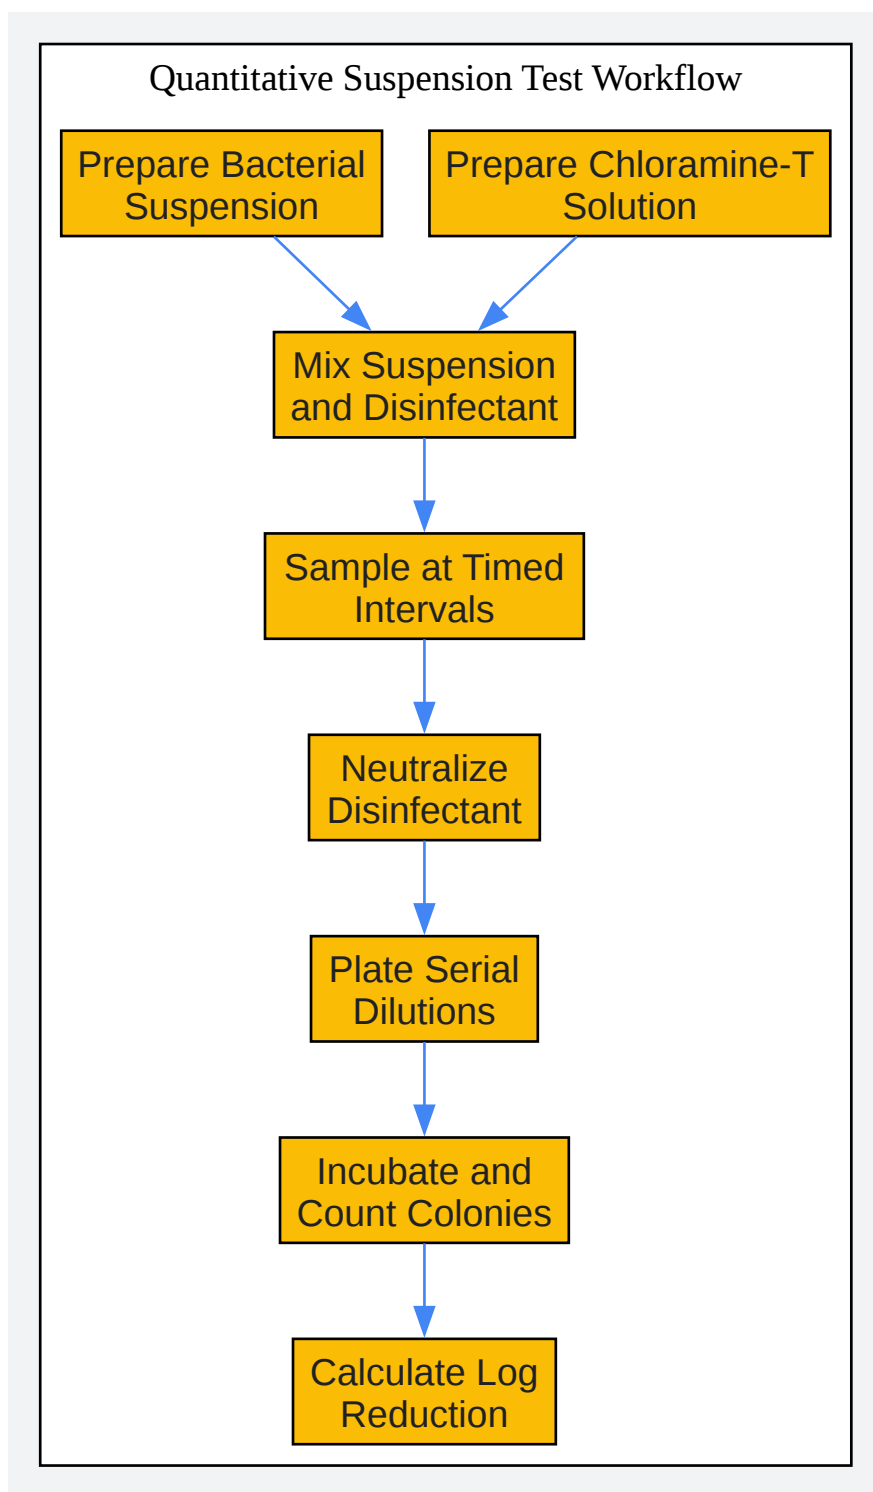 Quantitative Suspension Test Workflow
Prepare Bacterial
Suspension
Prepare Chloramine-T
Solution
Mix Suspension
and Disinfectant
Sample at Timed
Intervals
Neutralize
Disinfectant
Plate Serial
Dilutions
Incubate and
Count Colonies
Calculate Log
Reduction